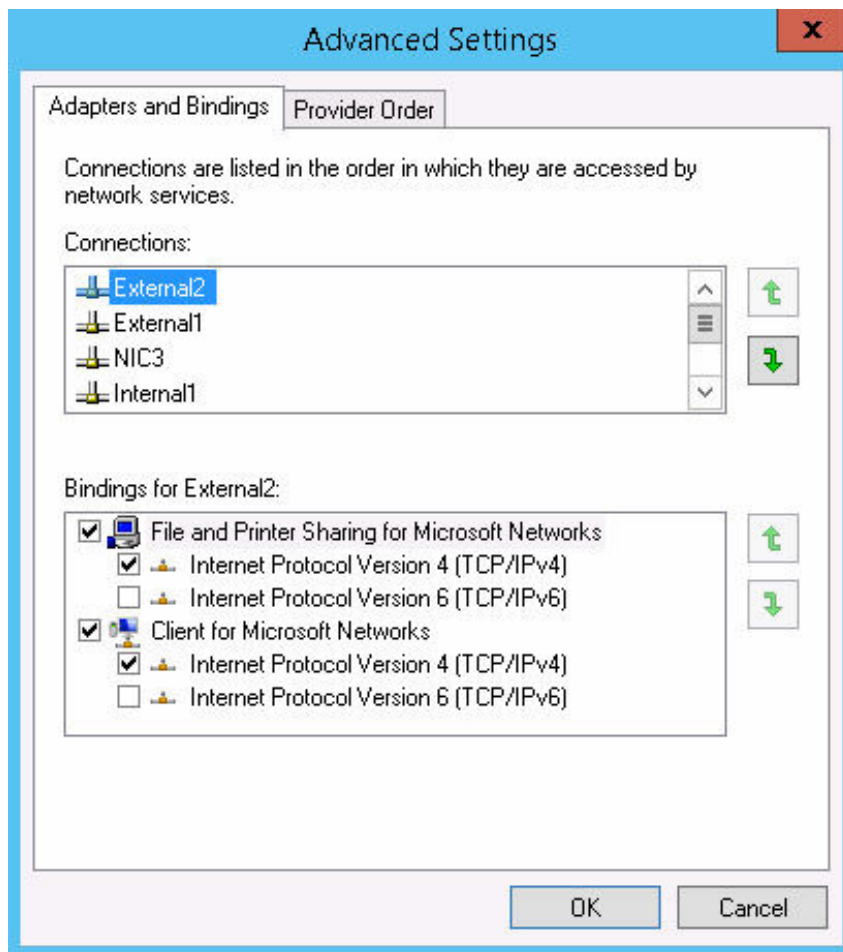 Advanced Settings
x
Adapters and Bindings
Provider Order
Connections are listed in the order in which they are accessed by
network services.
Connections:
External2
External1
NIC3
Internal1
Bindings for External2:
File and Printer Sharing for Microsoft Networks
Internet Protocol Version 4 (TCP/IPv4)
Internet Protocol Version 6 (TCP/IPv6)
Client for Microsoft Networks
Internet Protocol Version 4 (TCP/IPv4)
Internet Protocol Version 6 (TCP/IPv6)
OK
Cancel